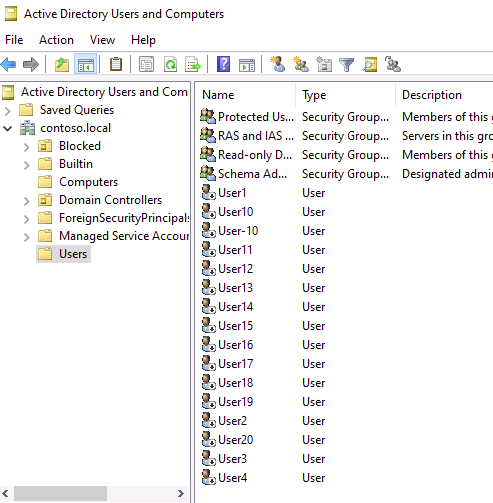 Active Directory Users and Computers
File Action View Help
Active Directory Users and Com
Saved Queries
contoso.local
Blocked
Builtin
Computers
Domain Controllers
ForeignSecurityPrincipals
Managed Service Accou
Users
Name Type Description
Protected Us... Security Group... Members of this g
RAS and IAS ... Security Group... Servers in this gro
Read-only D... Security Group... Members of this g
Schema Ad... Security Group... Designated admi
User1 User
User10 User
User-10 User
User11 User
User12 User
User13 User
User14 User
User15 User
User16 User
User17 User
User18 User
User19 User
User2 User
User20 User
User3 User
User4 User